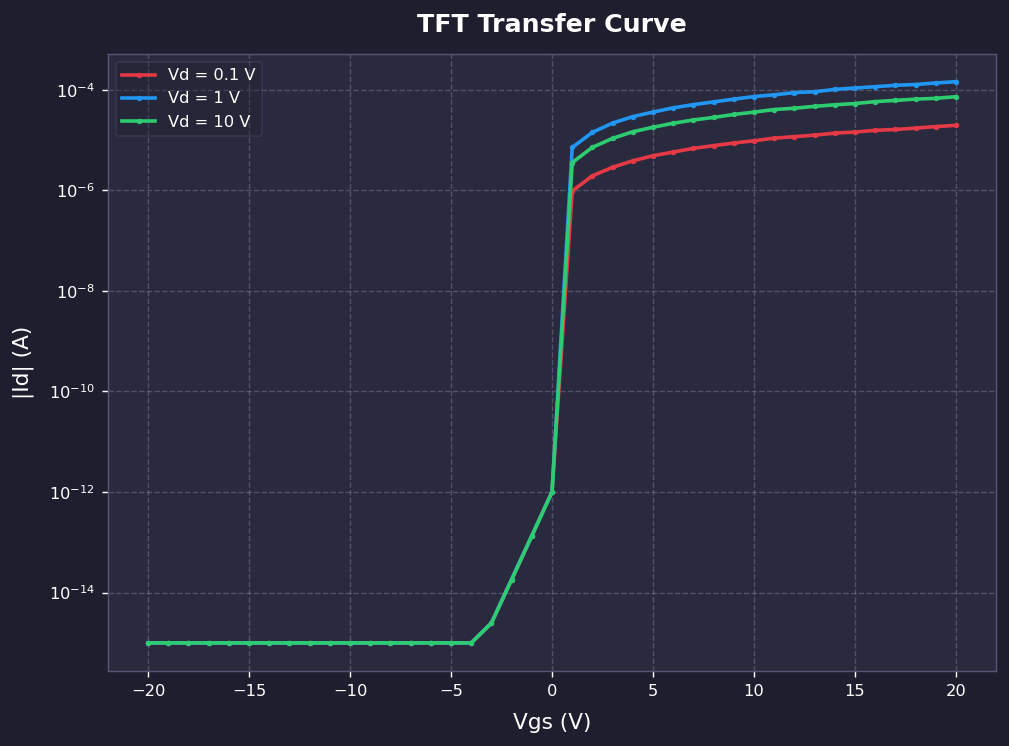 TFT Transfer Curve
Vd = 0.1 V
Vd = 1 V
Vd = 10 V
|Id| (A)
10⁻⁴
10⁻⁶
10⁻⁸
10⁻¹⁰
10⁻¹²
10⁻¹⁴
−20 −15 −10 −5 0 5 10 15 20
Vgs (V)